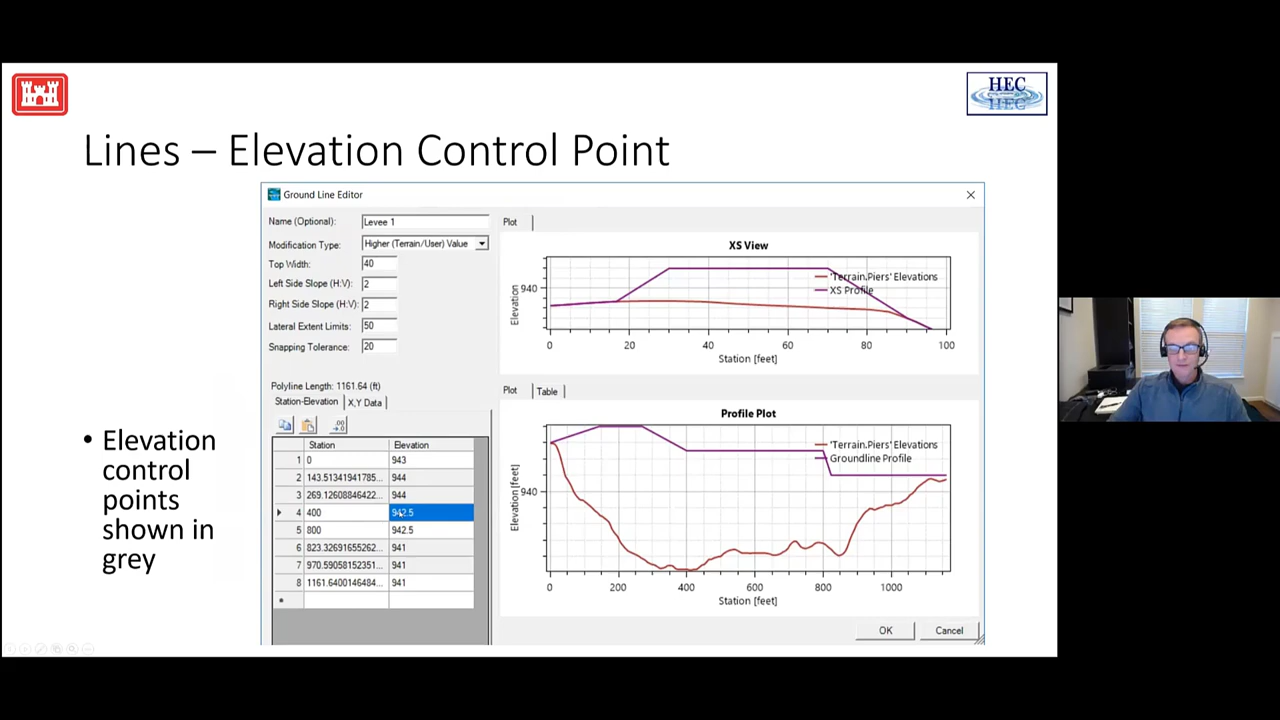 HEC
HEC
Lines – Elevation Control Point
Ground Line Editor
Name (Optional): Levee 1
Modification Type: Higher (Terrain/User) Value
Top Width: 40
Left Side Slope (H:V) 2
Right Side Slope (H:V): 2
Lateral Extent Limits: 50
Snapping Tolerance: 20
Polyline Length: 1161.64 (ft)
Station-Elevation X,Y Data
Station Elevation
1 0 943
2 143.51341941785... 944
3 269.12608846422... 944
4 400 942.5
5 800 942.5
6 823.32691655262... 941
7 970.59058152351... 941
8 1161.6400146484... 941
Plot
XS View
'Terrain.Piers' Elevations
XS Profile
Elevation
940
0 20 40 60 80 100
Station [feet]
Plot Table
Profile Plot
'Terrain.Piers' Elevations
Groundline Profile
Elevation [feet]
940
0 200 400 600 800 1000
Station [feet]
OK Cancel
• Elevation
control
points
shown in
grey